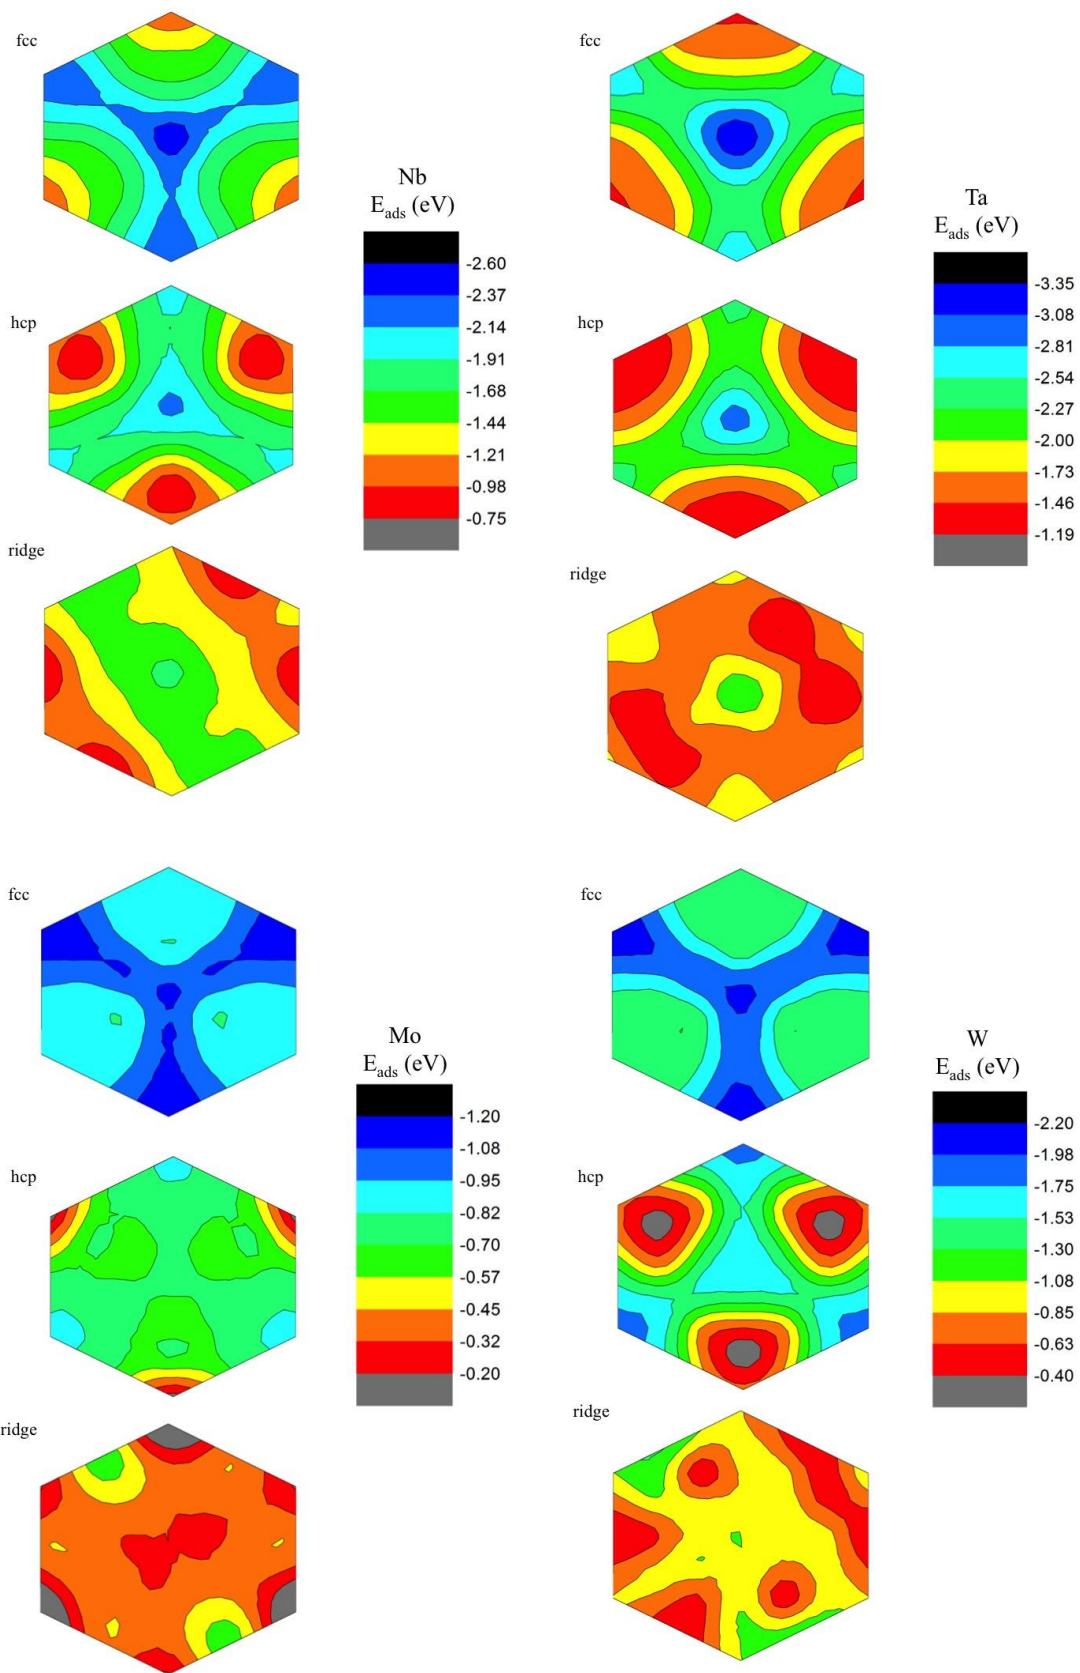 fcc
hcp
ridge
Nb
Eads (eV)
-2.60
-2.37
-2.14
-1.91
-1.68
-1.44
-1.21
-0.98
-0.75
fcc
hcp
ridge
Ta
Eads (eV)
-3.35
-3.08
-2.81
-2.54
-2.27
-2.00
-1.73
-1.46
-1.19
fcc
hcp
ridge
Mo
Eads (eV)
-1.20
-1.08
-0.95
-0.82
-0.70
-0.57
-0.45
-0.32
-0.20
fcc
hcp
ridge
W
Eads (eV)
-2.20
-1.98
-1.75
-1.53
-1.30
-1.08
-0.85
-0.63
-0.40